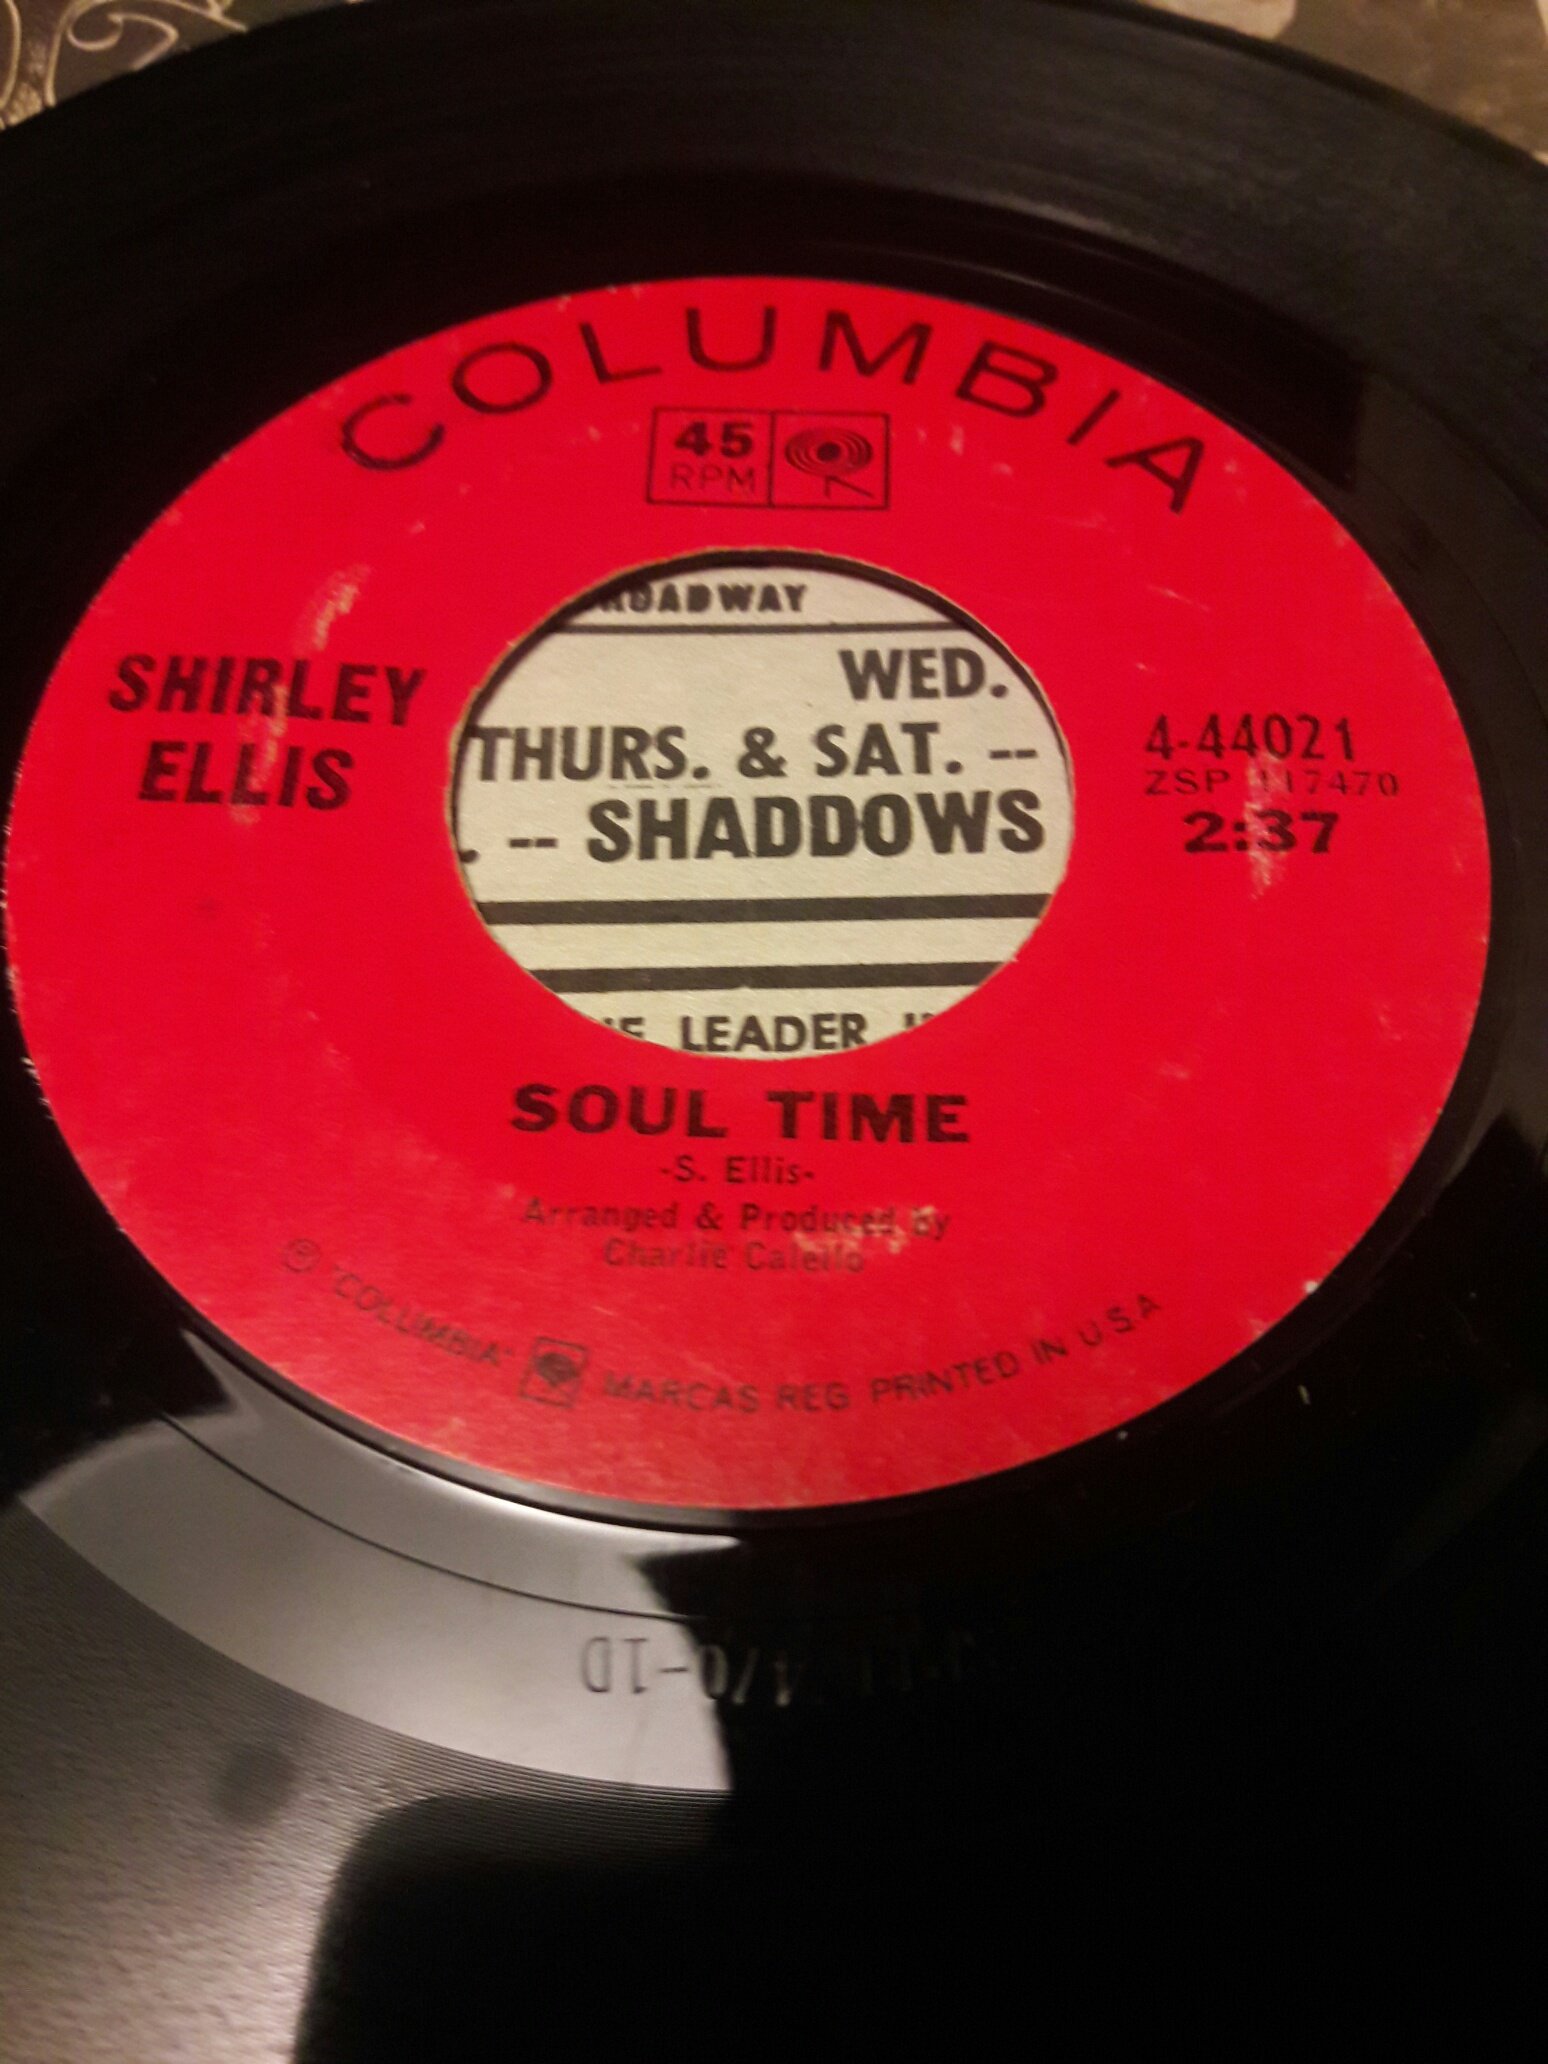 COLUMBIA
45
RPM
SHIRLEY
ELLIS
4-44021
ZSP 117470
2:37
BROADWAY
WED.
THURS. & SAT. --
. -- SHADDOWS
LEADER
SOUL TIME
-S. Ellis-
Arranged & Produced by
Charlie Calello
© "COLUMBIA" MARCAS REG PRINTED IN U.S.A